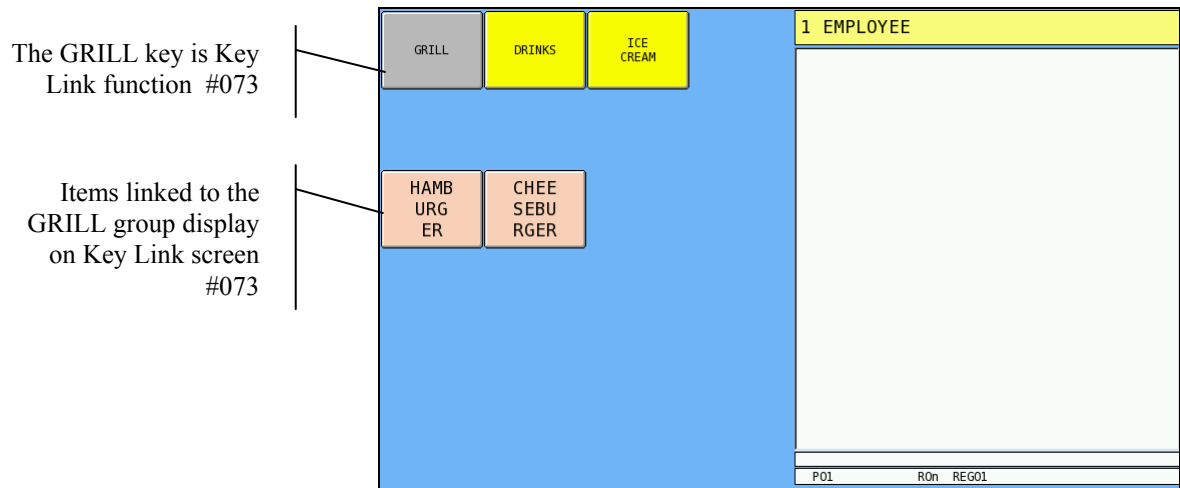 The GRILL key is Key
Link function #073
Items linked to the
GRILL group display
on Key Link screen
#073
GRILL
DRINKS
ICE
CREAM
HAMB
URG
ER
CHEE
SEBU
RGER
1 EMPLOYEE
P01 ROn REG01